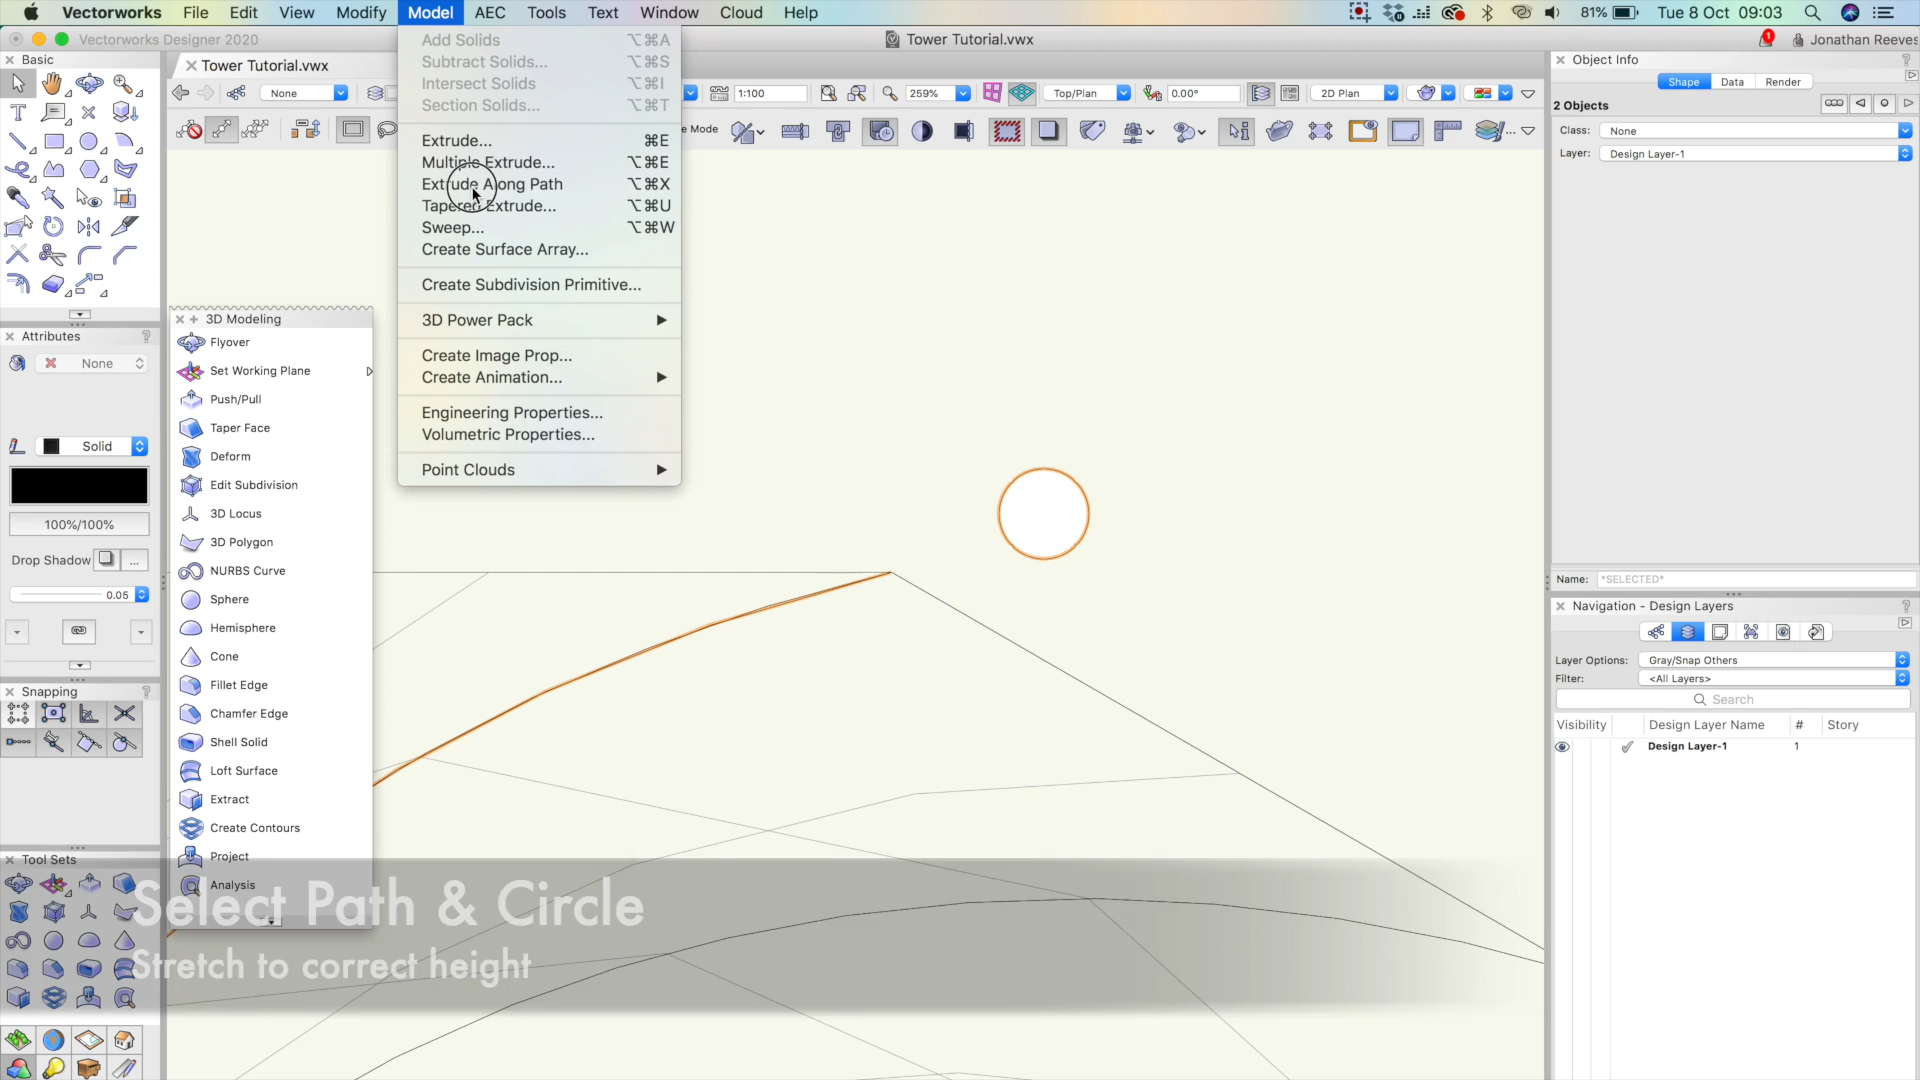 Vectorworks File Edit View Modify Model AEC Tools Text Window Cloud Help 81% Tue 8 Oct 09:03
Vectorworks Designer 2020 Tower Tutorial.vwx 1 Jonathan Reeves
Basic
Tower Tutorial.vwx
None 1:100 259% Top/Plan 0.00° 2D Plan
e Mode
Add Solids ⌥⌘A
Subtract Solids... ⌥⌘S
Intersect Solids ⌥⌘I
Section Solids... ⌥⌘T
Extrude... ⌘E
Multiple Extrude... ⌥⌘E
Extrude Along Path ⌥⌘X
Tapered Extrude... ⌥⌘U
Sweep... ⌥⌘W
Create Surface Array...
Create Subdivision Primitive...
3D Power Pack
Create Image Prop...
Create Animation...
Engineering Properties...
Volumetric Properties...
Point Clouds
Attributes
None
Solid
100%/100%
Drop Shadow ...
0.05
Snapping
Tool Sets
3D Modeling
Flyover
Set Working Plane
Push/Pull
Taper Face
Deform
Edit Subdivision
3D Locus
3D Polygon
NURBS Curve
Sphere
Hemisphere
Cone
Fillet Edge
Chamfer Edge
Shell Solid
Loft Surface
Extract
Create Contours
Project
Analysis
Select Path & Circle
Stretch to correct height
Object Info
Shape Data Render
2 Objects
Class: None
Layer: Design Layer-1
Name: *SELECTED*
Navigation - Design Layers
Layer Options: Gray/Snap Others
Filter: <All Layers>
Search
Visibility Design Layer Name # Story
Design Layer-1 1